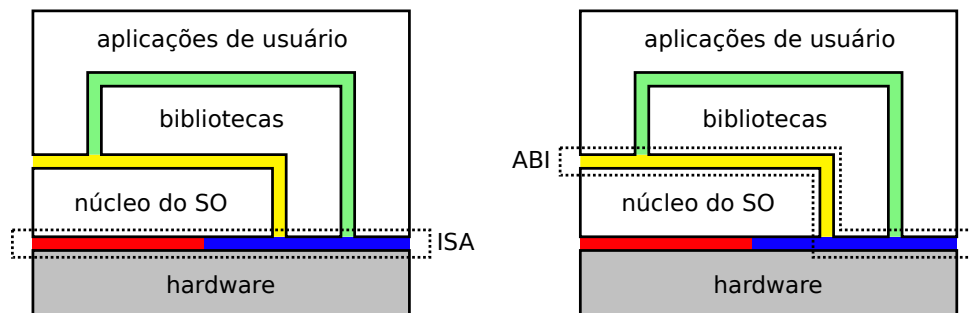 aplicações de usuário
bibliotecas
núcleo do SO
ISA
hardware
aplicações de usuário
bibliotecas
ABI
núcleo do SO
hardware